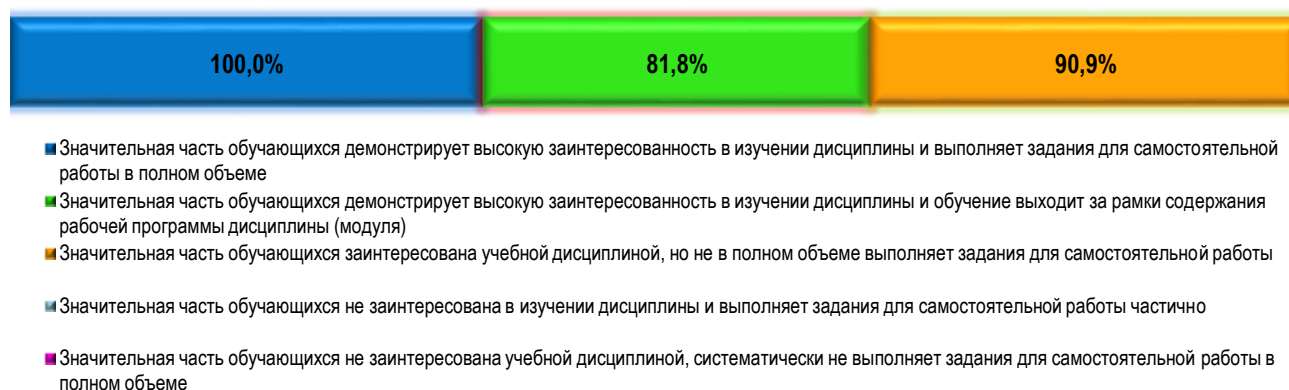 100,0% 81,8% 90,9%
Значительная часть обучающихся демонстрирует высокую заинтересованность в изучении дисциплины и выполняет задания для самостоятельной
работы в полном объеме
Значительная часть обучающихся демонстрирует высокую заинтересованность в изучении дисциплины и обучение выходит за рамки содержания
рабочей программы дисциплины (модуля)
Значительная часть обучающихся заинтересована учебной дисциплиной, но не в полном объеме выполняет задания для самостоятельной работы
Значительная часть обучающихся не заинтересована в изучении дисциплины и выполняет задания для самостоятельной работы частично
Значительная часть обучающихся не заинтересована учебной дисциплиной, систематически не выполняет задания для самостоятельной работы в
полном объеме